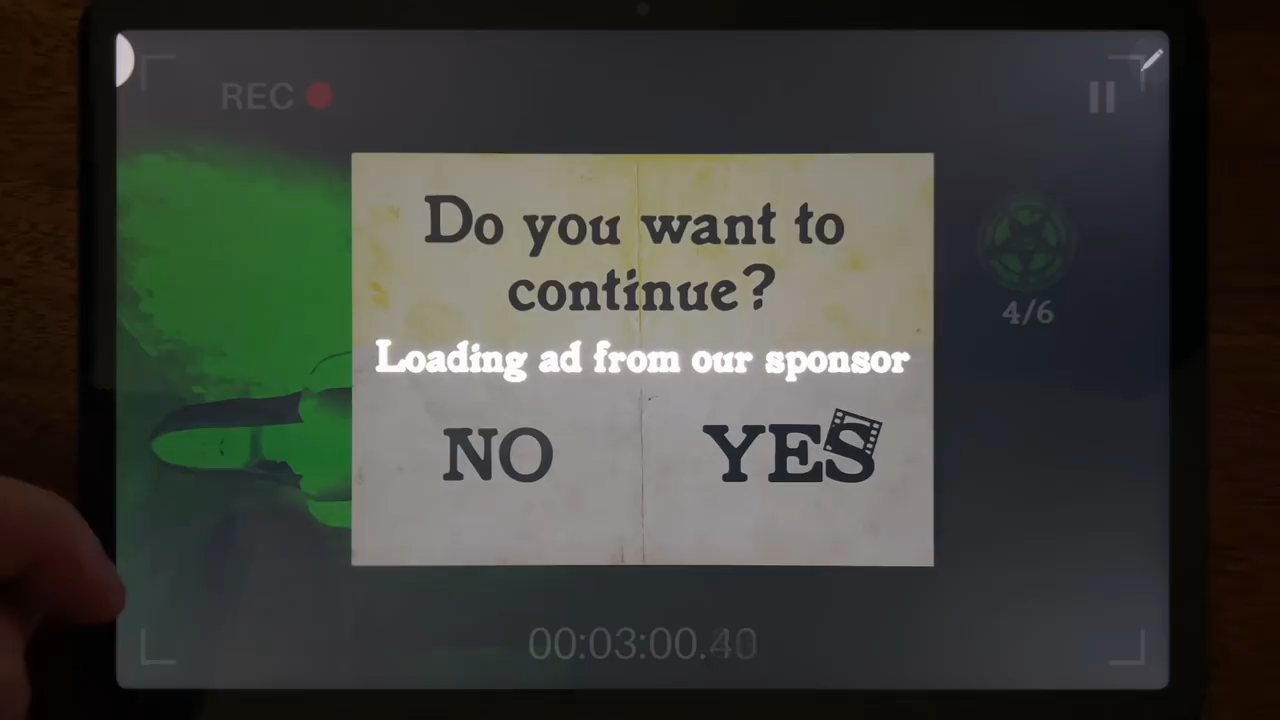 REC
Do you want to
continue?
4/6
Loading ad from our sponsor
NO
YES
00:03:00.40